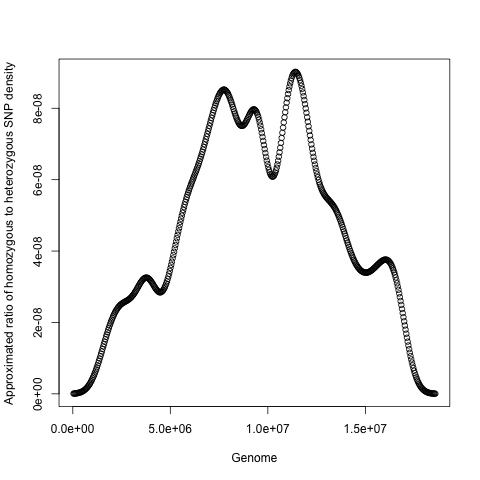 Approximated ratio of homozygous to heterozygous SNP density
8e-08
6e-08
4e-08
2e-08
0e+00
0.0e+00 5.0e+06 1.0e+07 1.5e+07
Genome